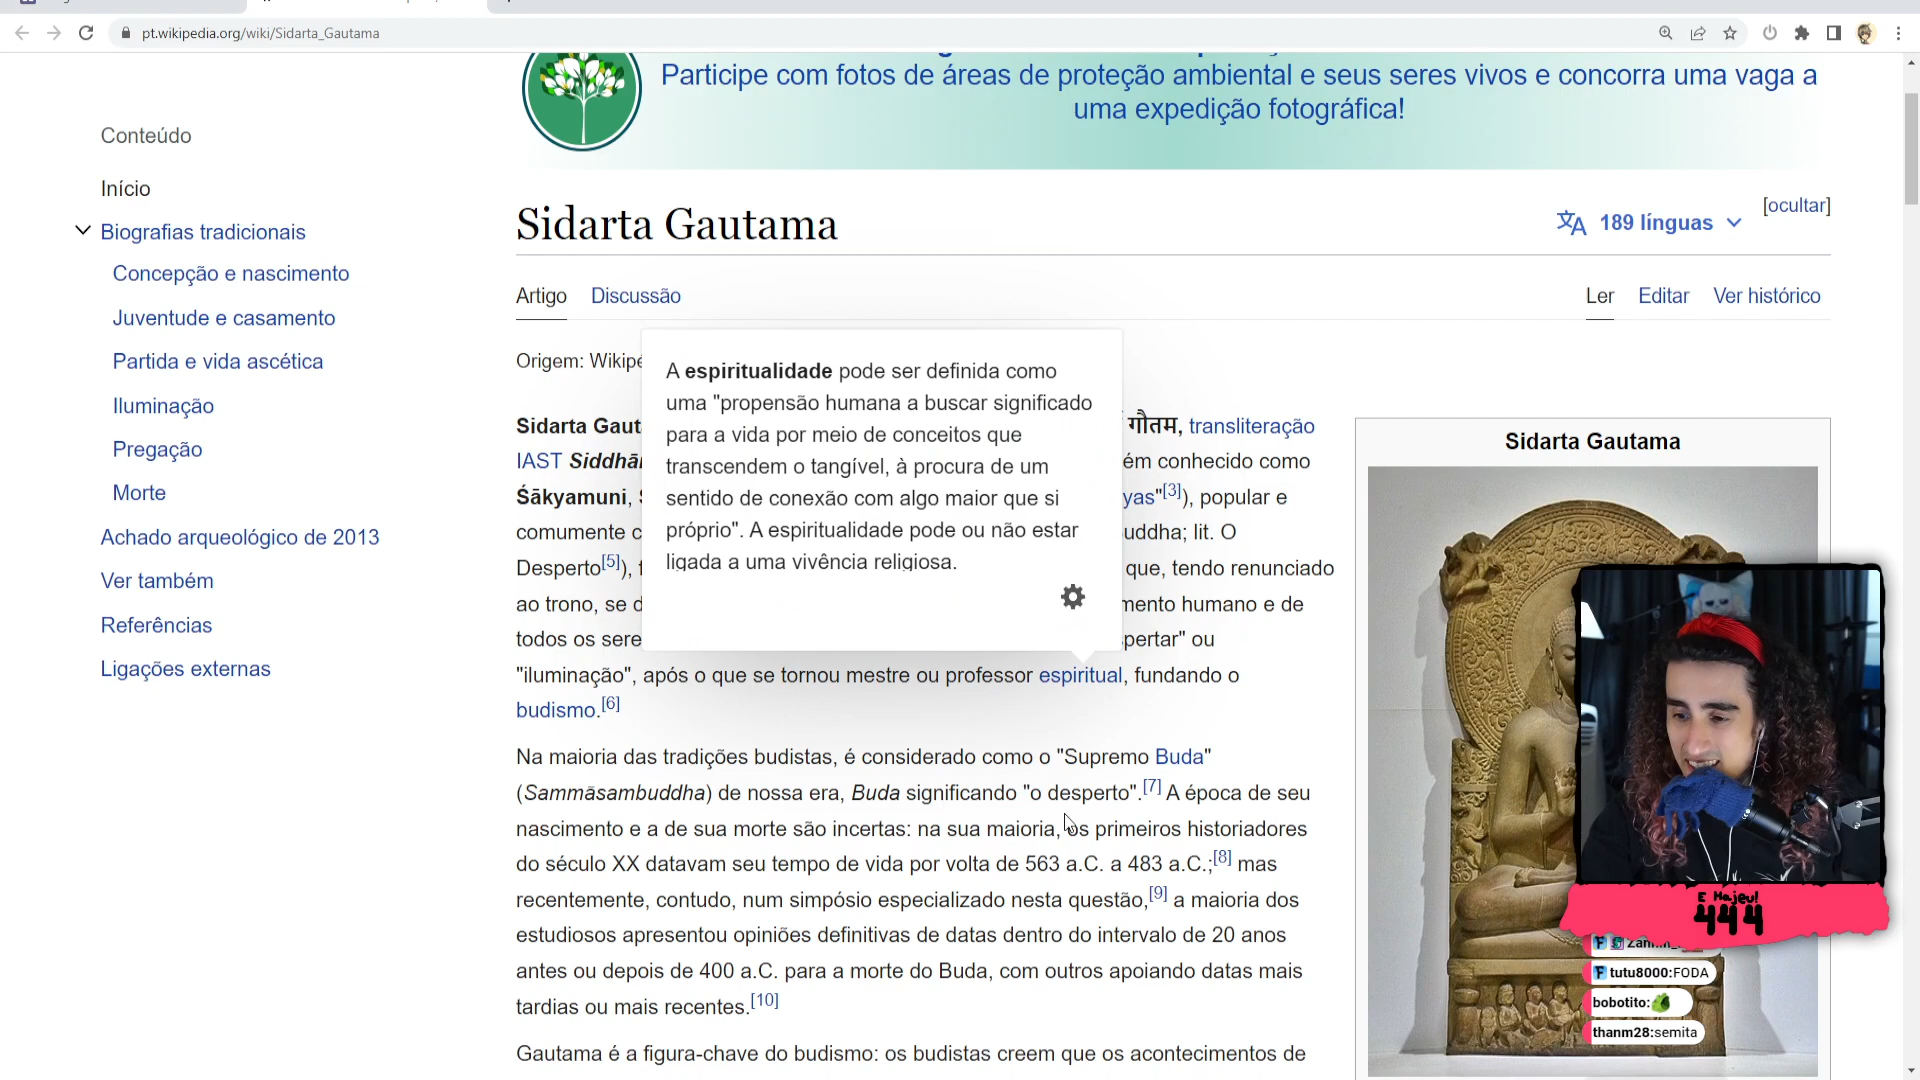 pt.wikipedia.org/wiki/Sidarta_Gautama
Participe com fotos de áreas de proteção ambiental e seus seres vivos e concorra uma vaga a
uma expedição fotográfica!
[ocultar]
Conteúdo
Início
Biografias tradicionais
Concepção e nascimento
Juventude e casamento
Partida e vida ascética
Iluminação
Pregação
Morte
Achado arqueológico de 2013
Ver também
Referências
Ligações externas
Sidarta Gautama
189 línguas
Artigo Discussão
Ler Editar Ver histórico
Origem:
A espiritualidade pode ser definida como
uma "propensão humana a buscar significado
para a vida por meio de conceitos que
transcendem o tangível, à procura de um
sentido de conexão com algo maior que si
próprio". A espiritualidade pode ou não estar
ligada a uma vivência religiosa.
Sidarta गौतम, transliteração
IAST ém conhecido como
Śākyamuni, yas"[3]), popular e
comumente uddha; lit. O
Desperto[5]), que, tendo renunciado
ao trono, se mento humano e de
todos os pertar" ou
"iluminação", após o que se tornou mestre ou professor espiritual, fundando o
budismo.[6]
Na maioria das tradições budistas, é considerado como o "Supremo Buda"
(Sammāsambuddha) de nossa era, Buda significando "o desperto".[7] A época de seu
nascimento e a de sua morte são incertas: na sua maioria, os primeiros historiadores
do século XX datavam seu tempo de vida por volta de 563 a.C. a 483 a.C.;[8] mas
recentemente, contudo, num simpósio especializado nesta questão,[9] a maioria dos
estudiosos apresentou opiniões definitivas de datas dentro do intervalo de 20 anos
antes ou depois de 400 a.C. para a morte do Buda, com outros apoiando datas mais
tardias ou mais recentes.[10]
Gautama é a figura-chave do budismo: os budistas creem que os acontecimentos de
Sidarta Gautama
E Majeu!
444
tutu8000:FODA
bobotito:
thanm28:semita